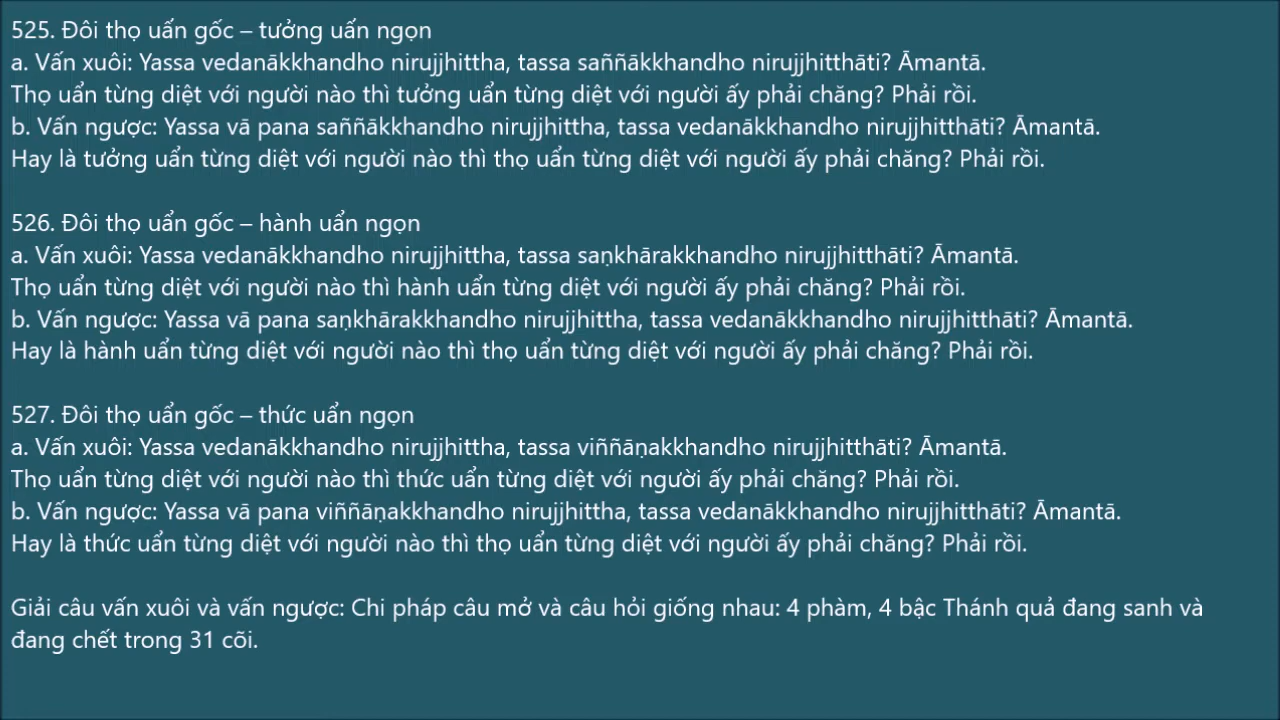 525. Đôi thọ uấn gốc – tưởng uấn ngọn
a. Vấn xuôi: Yassa vedanākkhandho nirujjhittha, tassa saññākkhandho nirujjhitthāti? Āmantā.
Thọ uẩn từng diệt với người nào thì tưởng uẩn từng diệt với người ấy phải chăng? Phải rồi.
b. Vấn ngược: Yassa vā pana saññākkhandho nirujjhittha, tassa vedanākkhandho nirujjhitthāti? Āmantā.
Hay là tưởng uẩn từng diệt với người nào thì thọ uẩn từng diệt với người ấy phải chăng? Phải rồi.
526. Đôi thọ uẩn gốc – hành uẩn ngọn
a. Vấn xuôi: Yassa vedanākkhandho nirujjhittha, tassa saṇkhārakkhandho nirujjhitthāti? Āmantā.
Thọ uẩn từng diệt với người nào thì hành uẩn từng diệt với người ấy phải chăng? Phải rồi.
b. Vấn ngược: Yassa vā pana saṇkhārakkhandho nirujjhittha, tassa vedanākkhandho nirujjhitthāti? Āmantā.
Hay là hành uẩn từng diệt với người nào thì thọ uẩn từng diệt với người ấy phải chăng? Phải rồi.
527. Đôi thọ uẩn gốc – thức uẩn ngọn
a. Vấn xuôi: Yassa vedanākkhandho nirujjhittha, tassa viññāṇakkhandho nirujjhitthāti? Āmantā.
Thọ uẩn từng diệt với người nào thì thức uẩn từng diệt với người ấy phải chăng? Phải rồi.
b. Vấn ngược: Yassa vā pana viññāṇakkhandho nirujjhittha, tassa vedanākkhandho nirujjhitthāti? Āmantā.
Hay là thức uẩn từng diệt với người nào thì thọ uẩn từng diệt với người ấy phải chăng? Phải rồi.
Giải câu vấn xuôi và vấn ngược: Chi pháp câu mở và câu hỏi giống nhau: 4 phàm, 4 bậc Thánh quả đang sanh và
đang chết trong 31 cõi.